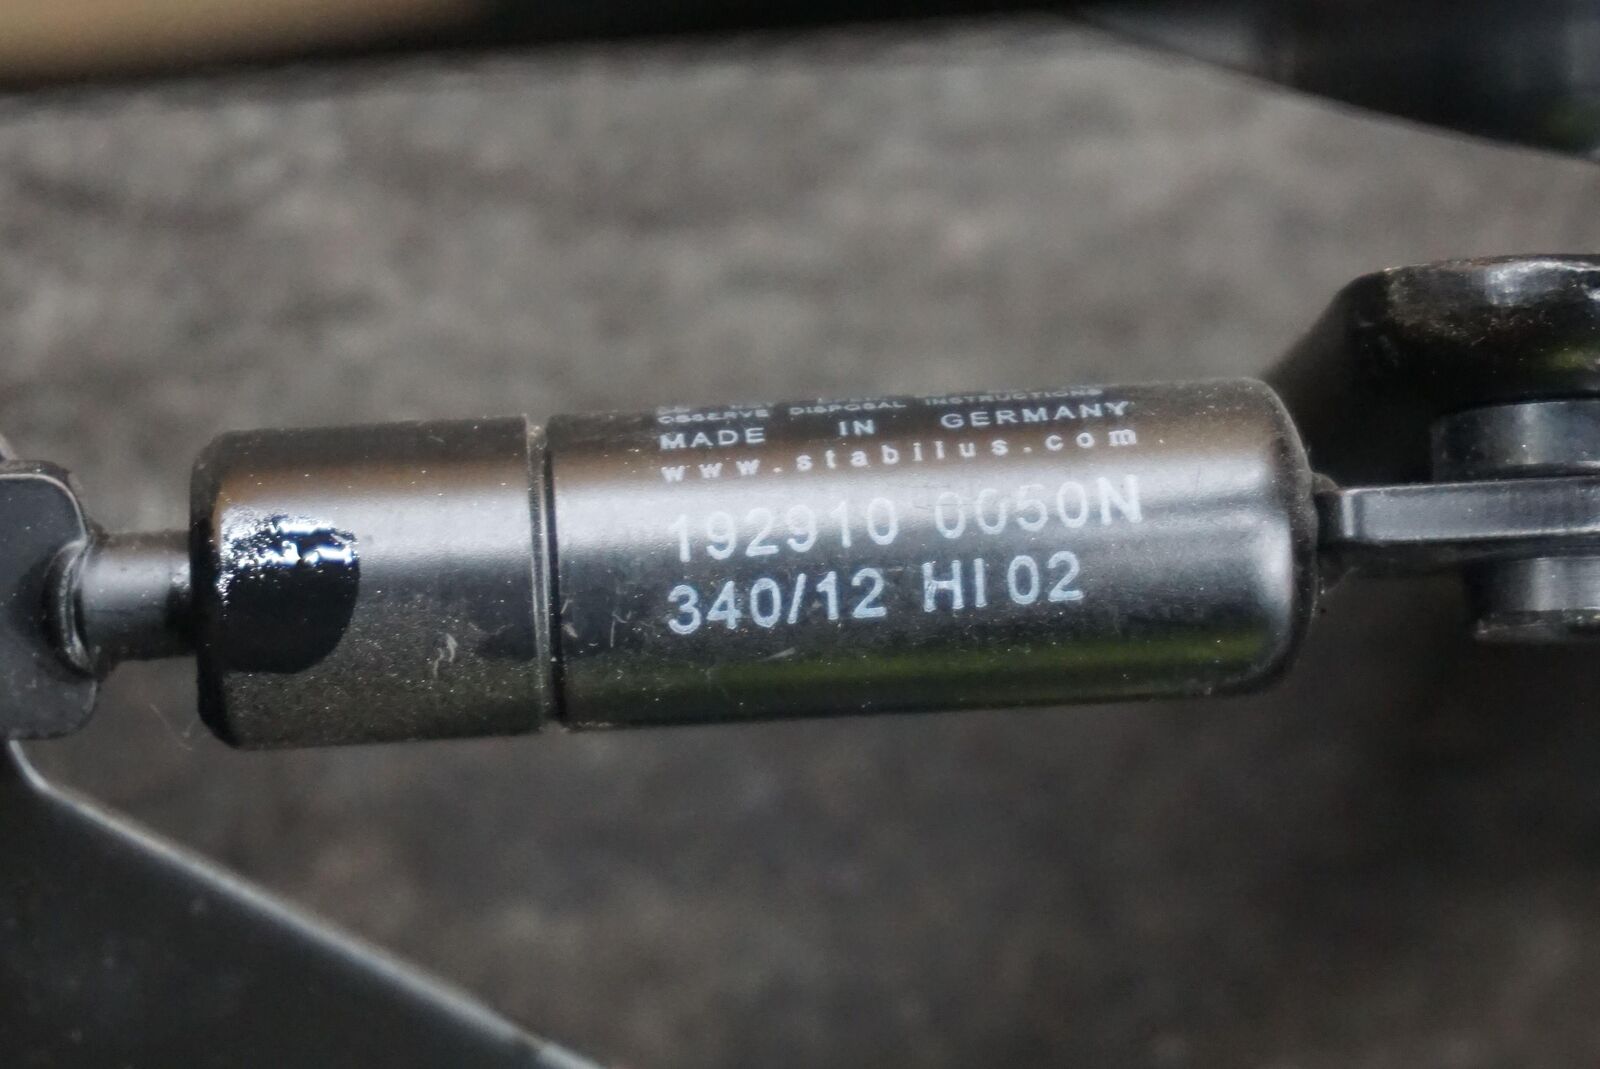 OBSERVE DISPOSAL INSTRUCTIONS
MADE IN GERMANY
www.stabilus.com
192910 0050N
340/12 HI 02